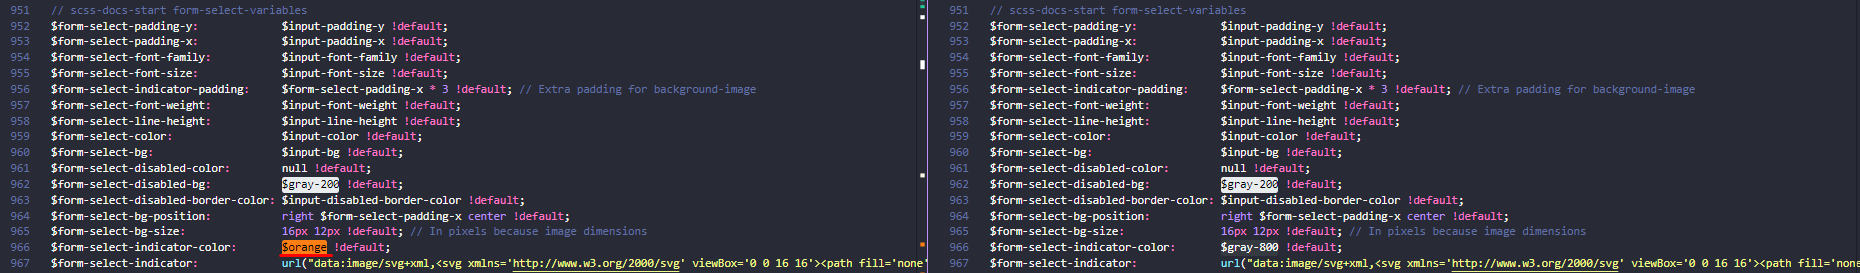 951 // scss-docs-start form-select-variables
952 $form-select-padding-y: $input-padding-y !default;
953 $form-select-padding-x: $input-padding-x !default;
954 $form-select-font-family: $input-font-family !default;
955 $form-select-font-size: $input-font-size !default;
956 $form-select-indicator-padding: $form-select-padding-x * 3 !default; // Extra padding for background-image
957 $form-select-font-weight: $input-font-weight !default;
958 $form-select-line-height: $input-line-height !default;
959 $form-select-color: $input-color !default;
960 $form-select-bg: $input-bg !default;
961 $form-select-disabled-color: null !default;
962 $form-select-disabled-bg: $gray-200 !default;
963 $form-select-disabled-border-color: $input-disabled-border-color !default;
964 $form-select-bg-position: right $form-select-padding-x center !default;
965 $form-select-bg-size: 16px 12px !default; // In pixels because image dimensions
966 $form-select-indicator-color: $orange !default;
967 $form-select-indicator: url("data:image/svg+xml,<svg xmlns='http://www.w3.org/2000/svg' viewBox='0 0 16 16'><path fill='none'
951 // scss-docs-start form-select-variables
952 $form-select-padding-y: $input-padding-y !default;
953 $form-select-padding-x: $input-padding-x !default;
954 $form-select-font-family: $input-font-family !default;
955 $form-select-font-size: $input-font-size !default;
956 $form-select-indicator-padding: $form-select-padding-x * 3 !default; // Extra padding for background-image
957 $form-select-font-weight: $input-font-weight !default;
958 $form-select-line-height: $input-line-height !default;
959 $form-select-color: $input-color !default;
960 $form-select-bg: $input-bg !default;
961 $form-select-disabled-color: null !default;
962 $form-select-disabled-bg: $gray-200 !default;
963 $form-select-disabled-border-color: $input-disabled-border-color !default;
964 $form-select-bg-position: right $form-select-padding-x center !default;
965 $form-select-bg-size: 16px 12px !default; // In pixels because image dimensions
966 $form-select-indicator-color: $gray-800 !default;
967 $form-select-indicator: url("data:image/svg+xml,<svg xmlns='http://www.w3.org/2000/svg' viewBox='0 0 16 16'><path fill='none